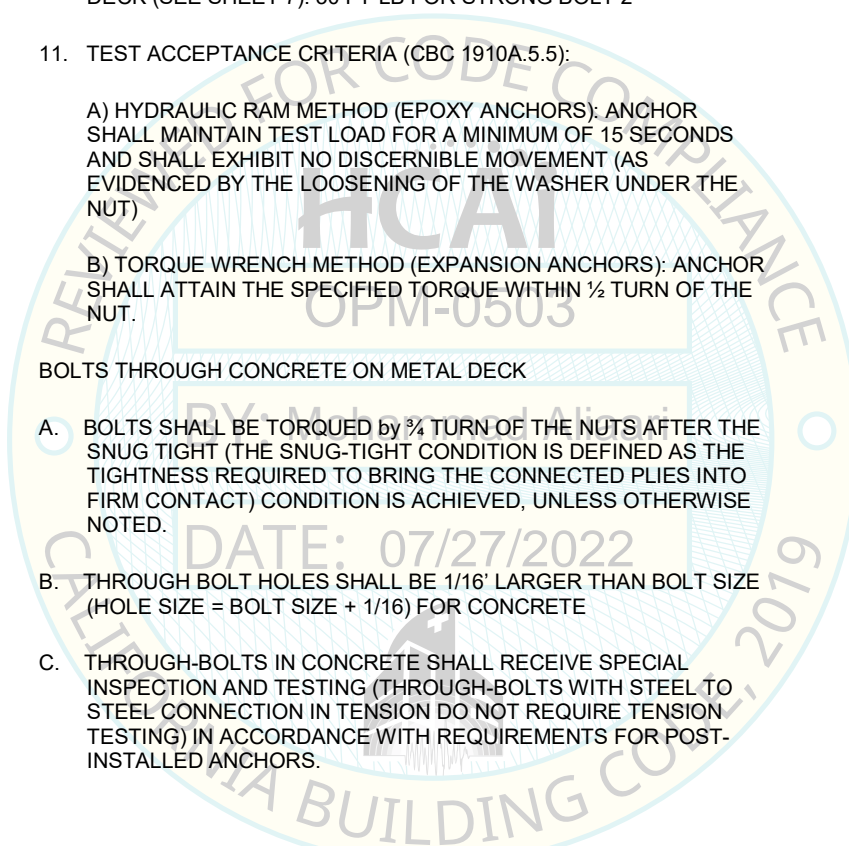 DECK (SEE SHEET 7): 60 FT-LB FOR STRONG BOLT 2
11. TEST ACCEPTANCE CRITERIA (CBC 1910A.5.5):
A) HYDRAULIC RAM METHOD (EPOXY ANCHORS): ANCHOR
SHALL MAINTAIN TEST LOAD FOR A MINIMUM OF 15 SECONDS
AND SHALL EXHIBIT NO DISCERNIBLE MOVEMENT (AS
EVIDENCED BY THE LOOSENING OF THE WASHER UNDER THE
NUT)
B) TORQUE WRENCH METHOD (EXPANSION ANCHORS): ANCHOR
SHALL ATTAIN THE SPECIFIED TORQUE WITHIN ½ TURN OF THE
NUT.
BOLTS THROUGH CONCRETE ON METAL DECK
A. BOLTS SHALL BE TORQUED by ¾ TURN OF THE NUTS AFTER THE
SNUG TIGHT (THE SNUG-TIGHT CONDITION IS DEFINED AS THE
TIGHTNESS REQUIRED TO BRING THE CONNECTED PLIES INTO
FIRM CONTACT) CONDITION IS ACHIEVED, UNLESS OTHERWISE
NOTED.
B. THROUGH BOLT HOLES SHALL BE 1/16' LARGER THAN BOLT SIZE
(HOLE SIZE = BOLT SIZE + 1/16) FOR CONCRETE
C. THROUGH-BOLTS IN CONCRETE SHALL RECEIVE SPECIAL
INSPECTION AND TESTING (THROUGH-BOLTS WITH STEEL TO
STEEL CONNECTION IN TENSION DO NOT REQUIRE TENSION
TESTING) IN ACCORDANCE WITH REQUIREMENTS FOR POST-
INSTALLED ANCHORS.
REVIEWED FOR CODE COMPLIANCE
HCAI
OPM-0503
BY: Mohammad Aliaari
DATE: 07/27/2022
CALIFORNIA BUILDING CODE, 2019